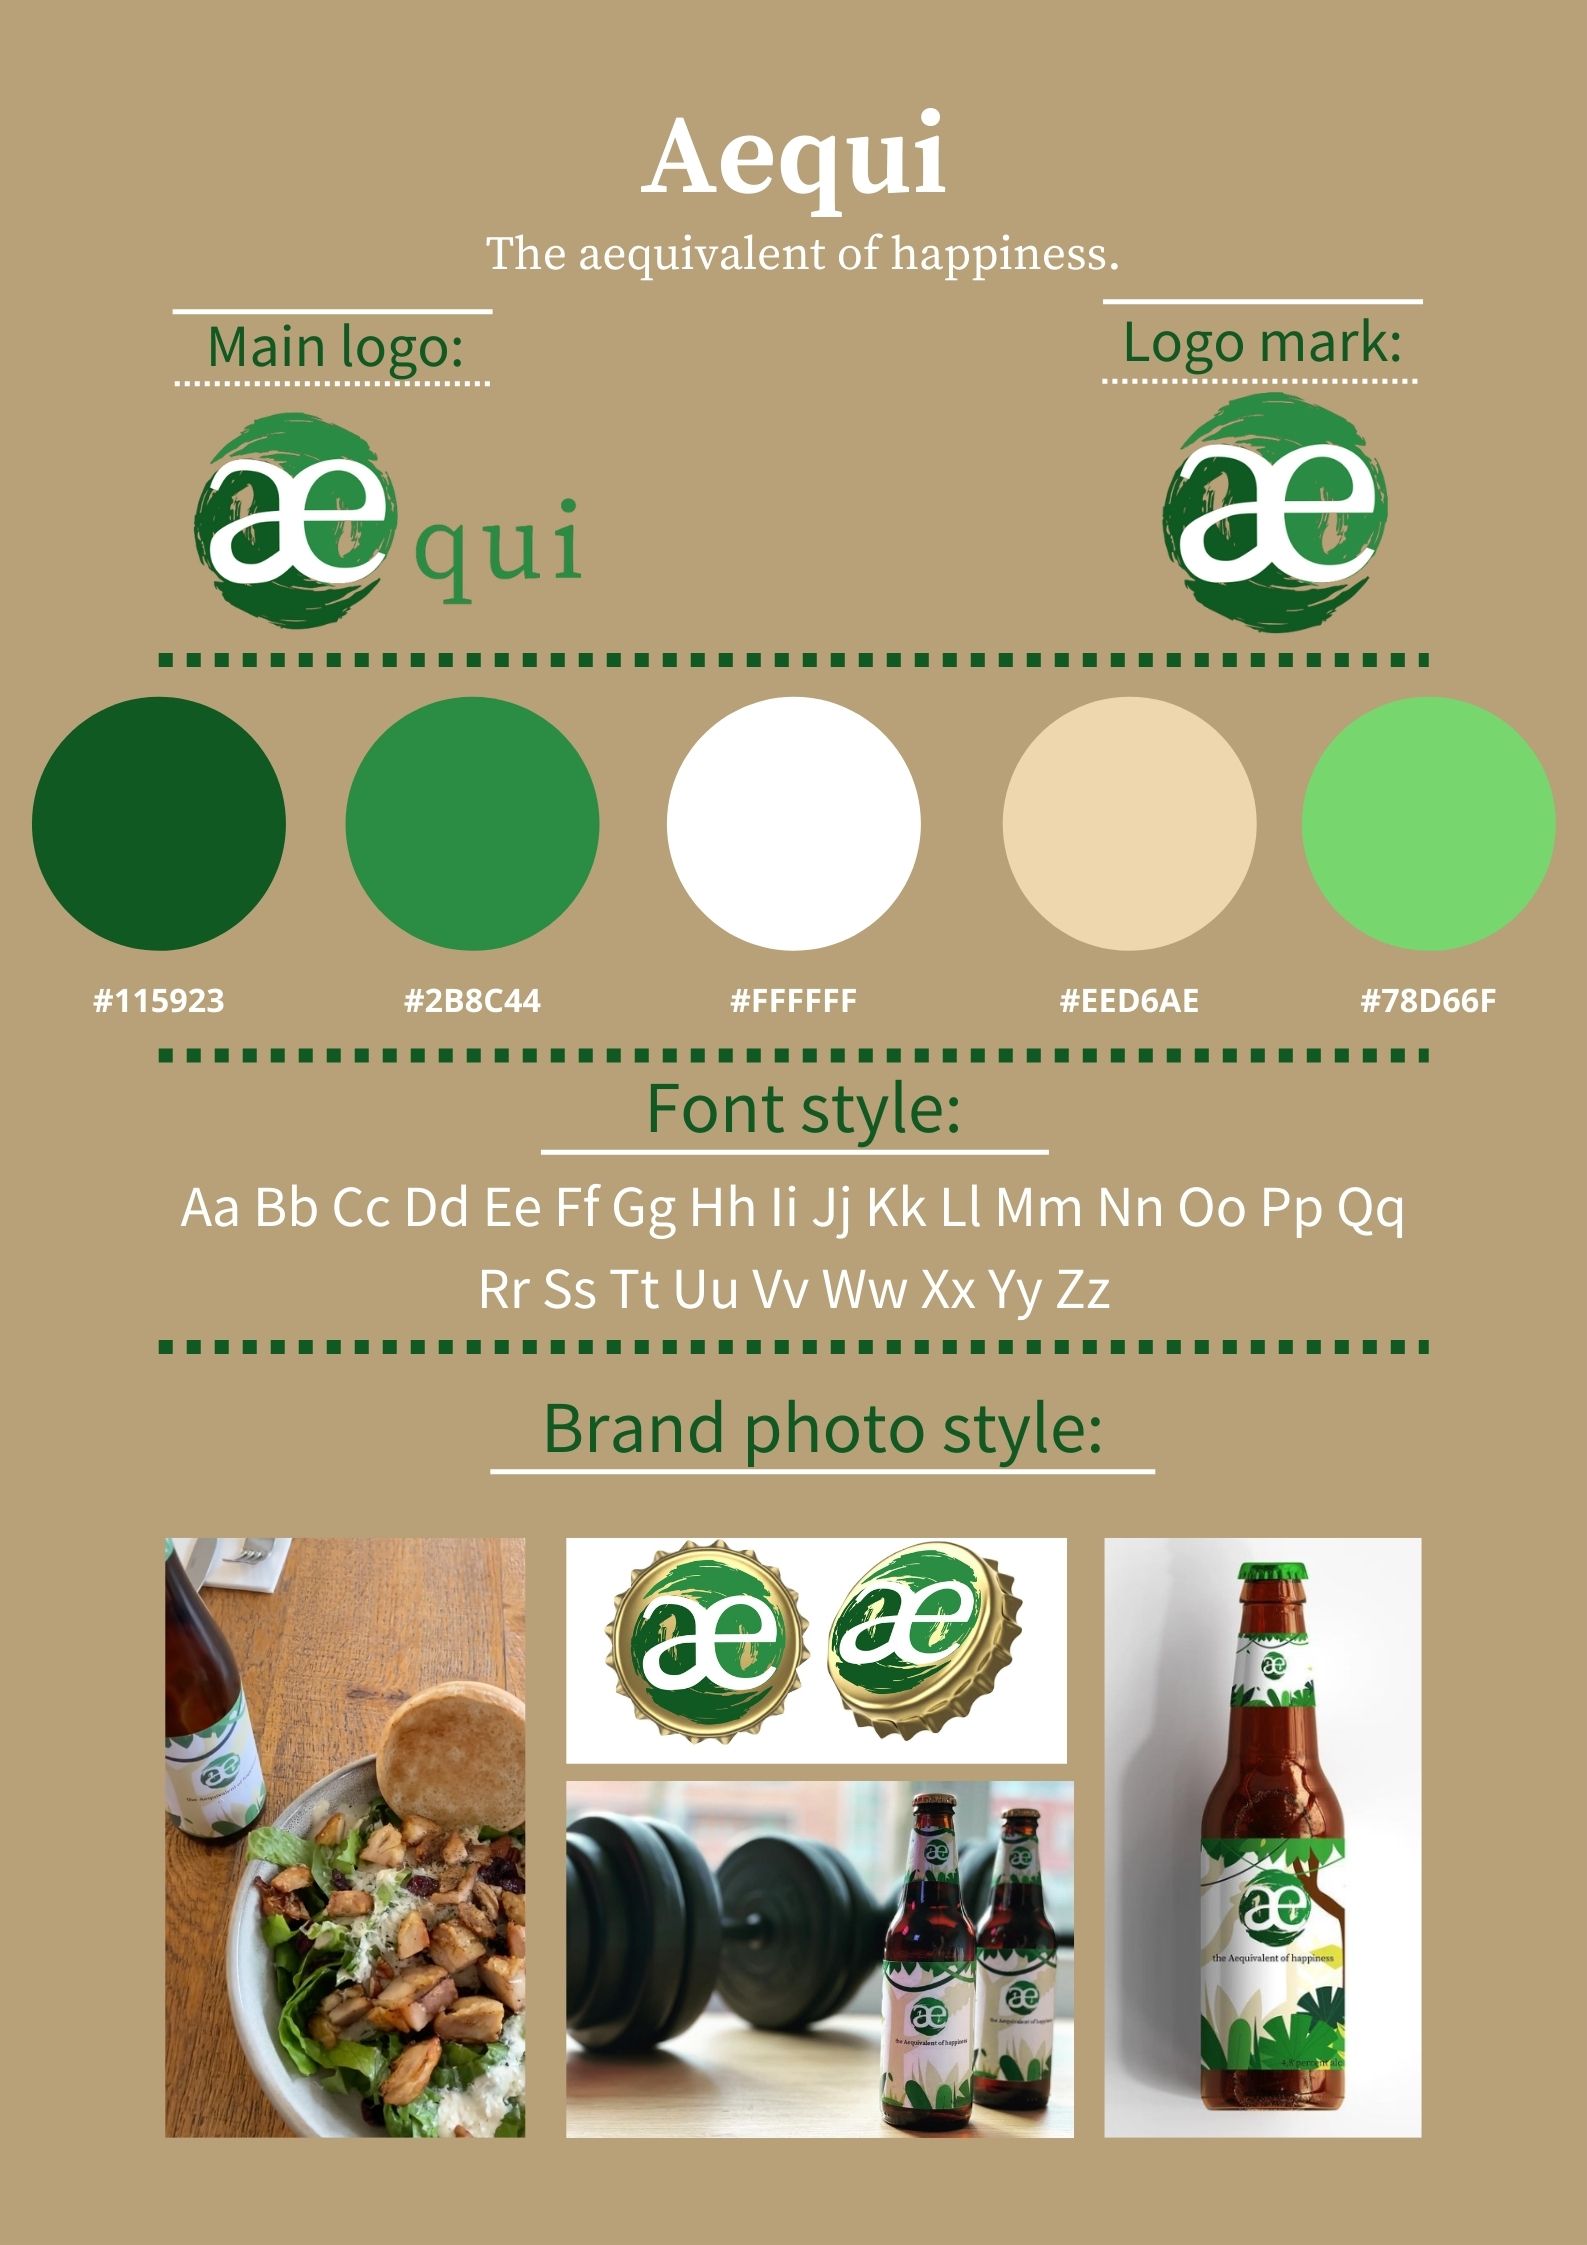 Aequi
The aequivalent of happiness.
Main logo:
Logo mark:
æqui
æ
#115923
#2B8C44
#FFFFFF
#EED6AE
#78D66F
Font style:
Aa Bb Cc Dd Ee Ff Gg Hh Ii Jj Kk Ll Mm Nn Oo Pp Qq
Rr Ss Tt Uu Vv Ww Xx Yy Zz
Brand photo style:
æ
the Aequivalent of
æ
æ
æ
æ
the Aequivalent of happiness
æ
æ
the Aequivalent of happiness
æ
æ
the Aequivalent of happiness
4,8 percent alc